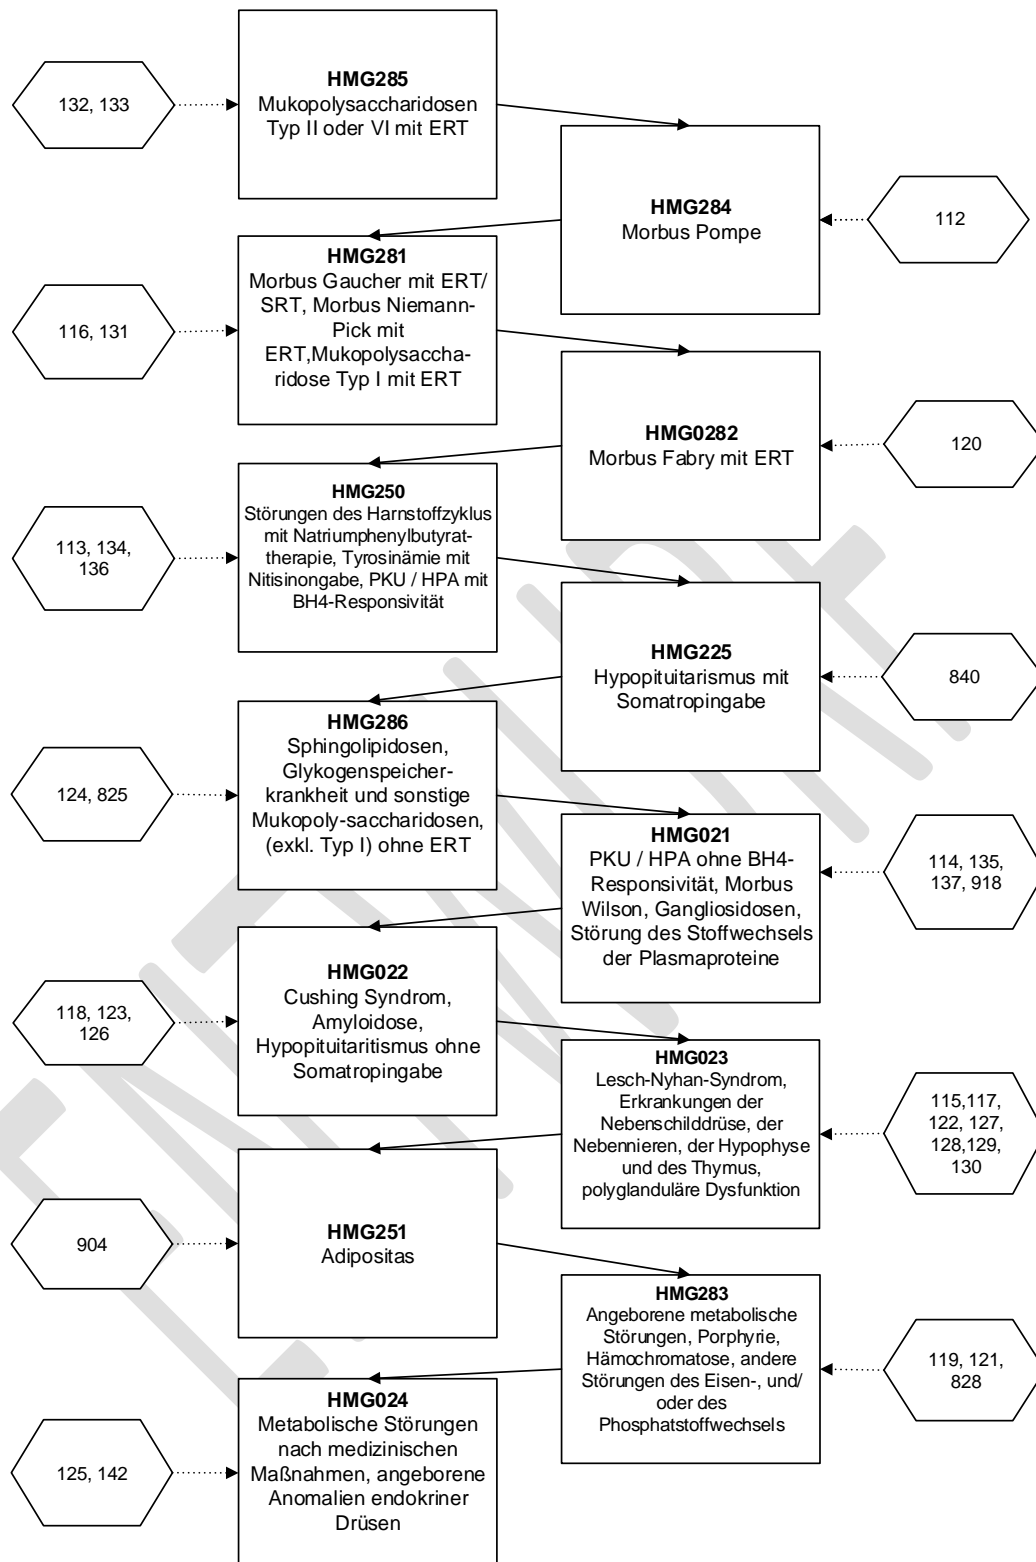 132, 133
HMG285
Mukopolysaccharidosen
Typ II oder VI mit ERT
HMG284
Morbus Pompe
112
116, 131
HMG281
Morbus Gaucher mit ERT/
SRT, Morbus Niemann-
Pick mit
ERT,Mukopolysaccha-
ridose Typ I mit ERT
HMG0282
Morbus Fabry mit ERT
120
113, 134,
136
HMG250
Störungen des Harnstoffzyklus
mit Natriumphenylbutyrat-
therapie, Tyrosinämie mit
Nitisinongabe, PKU / HPA mit
BH4-Responsivität
HMG225
Hypopituitarismus mit
Somatropingabe
840
124, 825
HMG286
Sphingolipidosen,
Glykogenspeicher-
krankheit und sonstige
Mukopoly-saccharidosen,
(exkl. Typ I) ohne ERT
HMG021
PKU / HPA ohne BH4-
Responsivität, Morbus
Wilson, Gangliosidosen,
Störung des Stoffwechsels
der Plasmaproteine
114, 135,
137, 918
118, 123,
126
HMG022
Cushing Syndrom,
Amyloidose,
Hypopituitaritismus ohne
Somatropingabe
HMG023
Lesch-Nyhan-Syndrom,
Erkrankungen der
Nebenschilddrüse, der
Nebennieren, der Hypophyse
und des Thymus,
polyglanduläre Dysfunktion
115,117,
122, 127,
128,129,
130
904
HMG251
Adipositas
HMG283
Angeborene metabolische
Störungen, Porphyrie,
Hämochromatose, andere
Störungen des Eisen-, und/
oder des
Phosphatstoffwechsels
119, 121,
828
125, 142
HMG024
Metabolische Störungen
nach medizinischen
Maßnahmen, angeborene
Anomalien endokriner
Drüsen